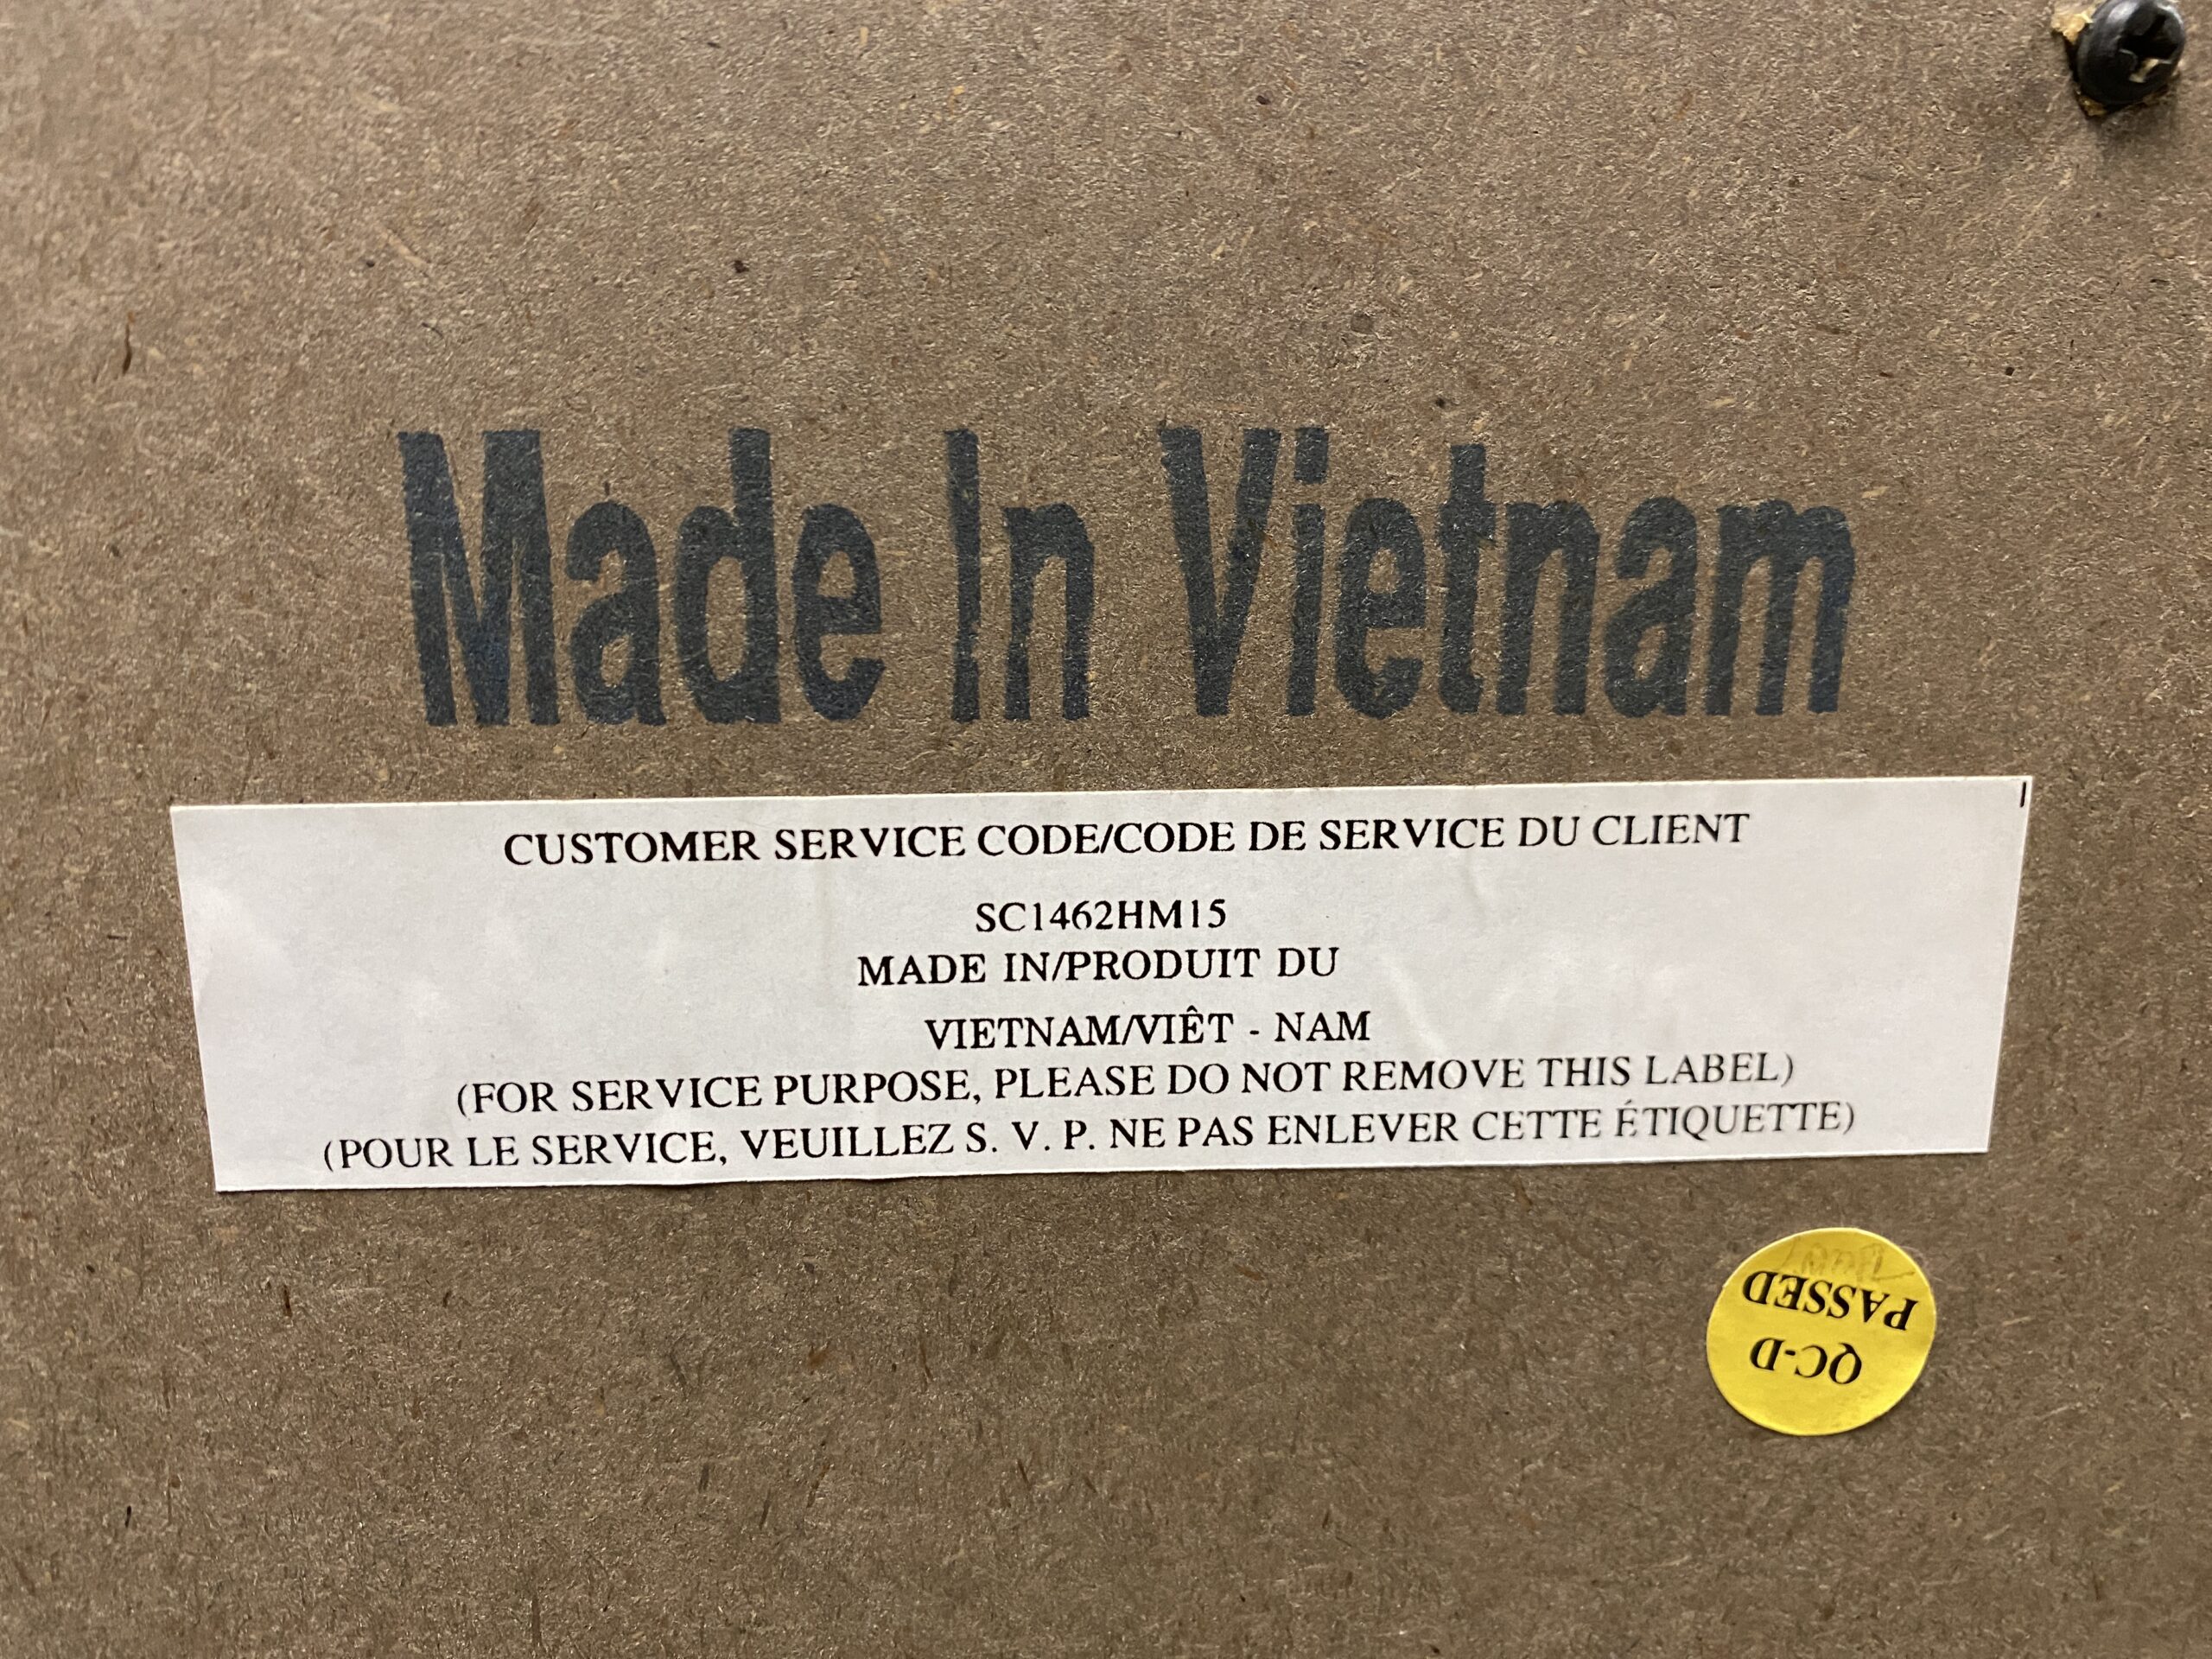 Made In Vietnam
CUSTOMER SERVICE CODE/CODE DE SERVICE DU CLIENT
SC1462HM15
MADE IN/PRODUIT DU
VIETNAM/VIÊT - NAM
(FOR SERVICE PURPOSE, PLEASE DO NOT REMOVE THIS LABEL)
(POUR LE SERVICE, VEUILLEZ S. V. P. NE PAS ENLEVER CETTE ÉTIQUETTE)
QC-D
PASSED